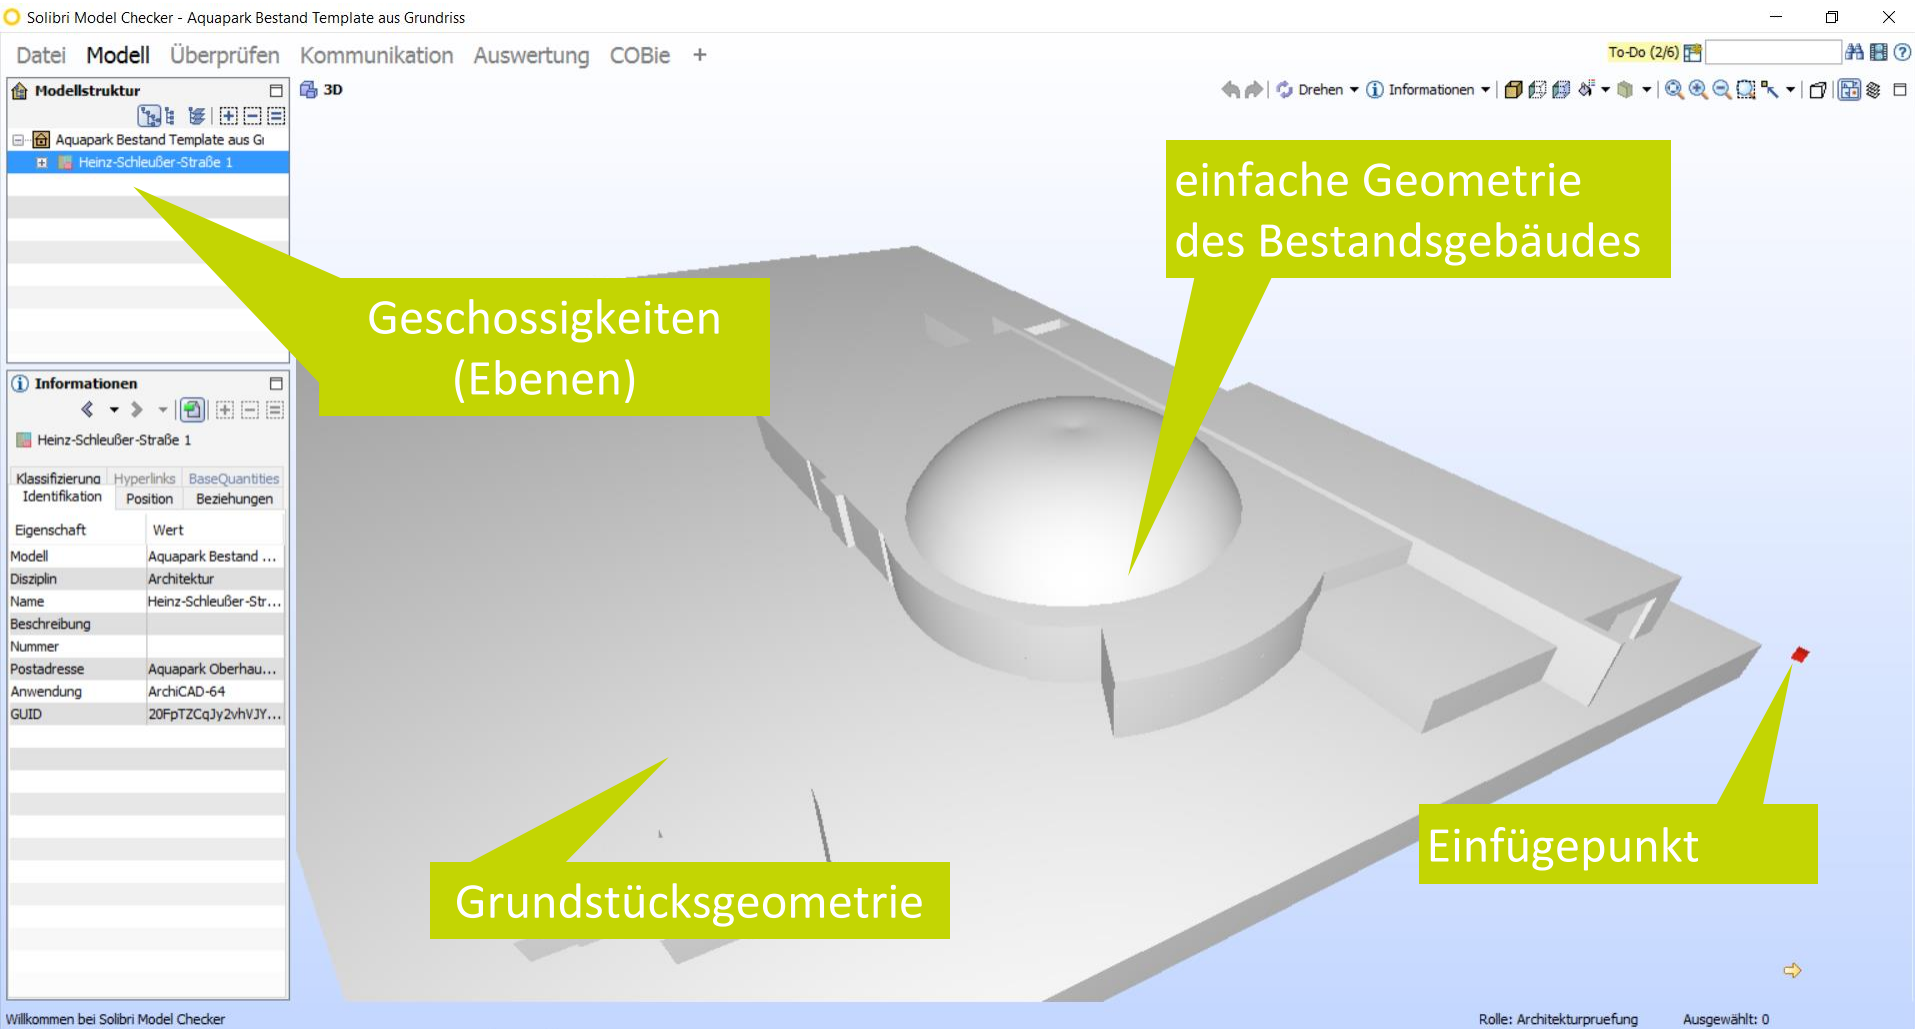 Solibri Model Checker - Aquapark Bestand Template aus Grundriss
Datei Modell Überprüfen Kommunikation Auswertung COBie +
To-Do (2/6)
Modellstruktur
3D
Drehen
Informationen
Aquapark Bestand Template aus Gr
Heinz-Schleußer-Straße 1
einfache Geometrie
des Bestandsgebäudes
Geschossigkeiten
(Ebenen)
Informationen
Heinz-Schleußer-Straße 1
Klassifizierung Hyperlinks BaseQuantities
Identifikation Position Beziehungen
Eigenschaft Wert
Modell Aquapark Bestand ...
Disziplin Architektur
Name Heinz-Schleußer-Str...
Beschreibung
Nummer
Postadresse Aquapark Oberhau...
Anwendung ArchiCAD-64
GUID 20FpTZCqJy2vhVJY...
Einfügepunkt
Grundstücksgeometrie
Willkommen bei Solibri Model Checker
Rolle: Architekturpruefung
Ausgewählt: 0